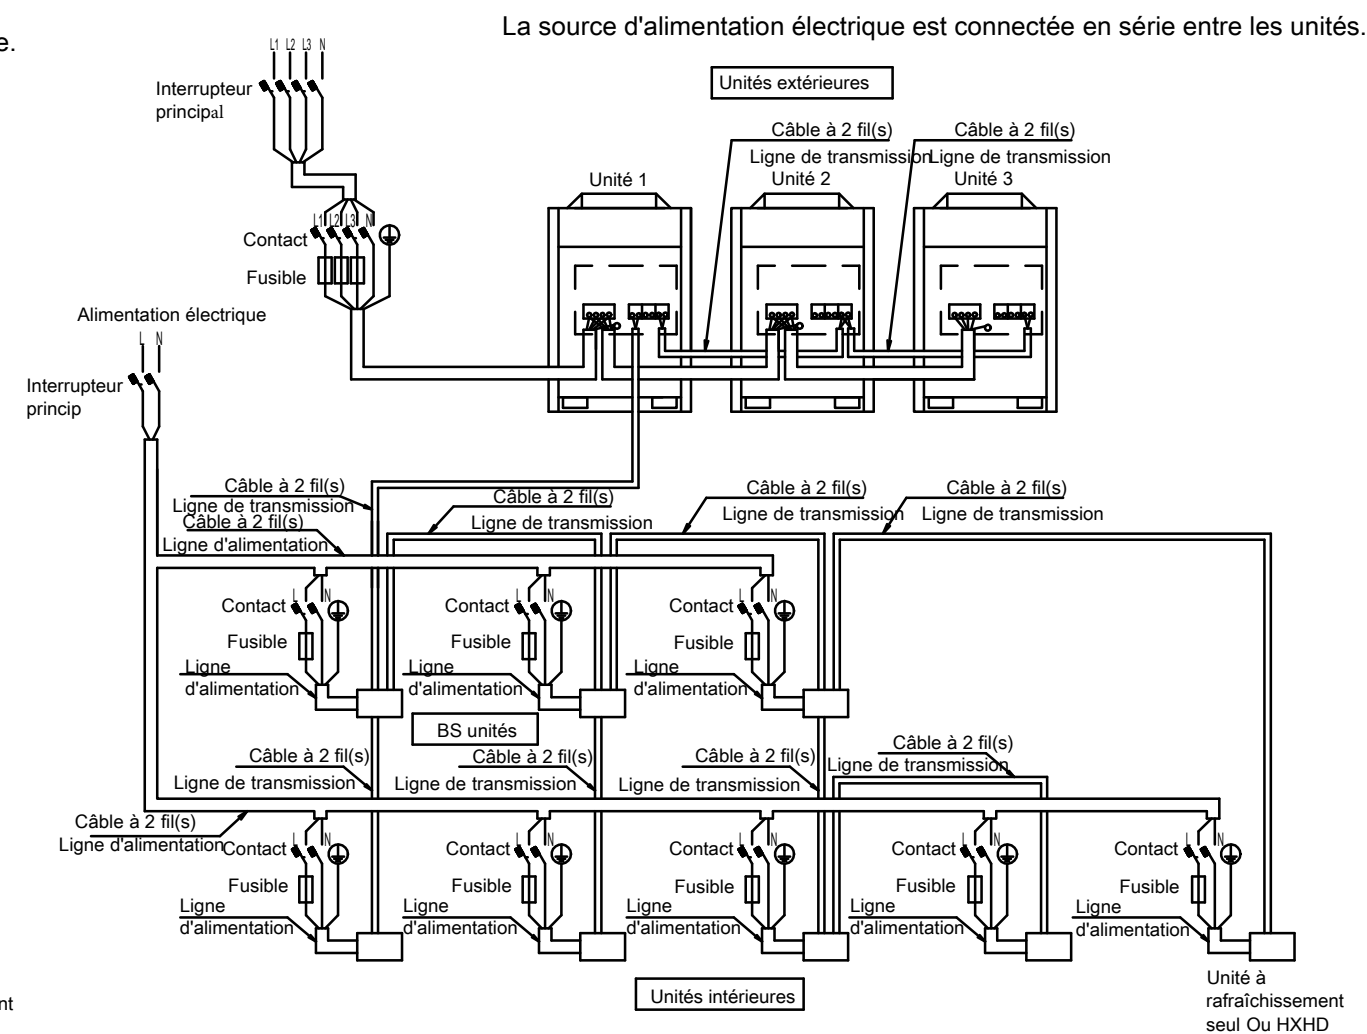 La source d'alimentation électrique est connectée en série entre les unités.
e.
L1 L2 L3 N
Interrupteur
principal
Unités extérieures
Câble à 2 fil(s)
Ligne de transmission
Câble à 2 fil(s)
Ligne de transmission
Unité 1
Unité 2
Unité 3
L1 L2 L3 N
Contact
Fusible
Alimentation électrique
L N
Interrupteur
princip
Câble à 2 fil(s)
Ligne de transmission
Câble à 2 fil(s)
Ligne d'alimentation
Câble à 2 fil(s)
Ligne de transmission
Câble à 2 fil(s)
Ligne de transmission
Câble à 2 fil(s)
Ligne de transmission
L N
Contact
Fusible
Ligne
d'alimentation
L N
Contact
Fusible
Ligne
d'alimentation
L N
Contact
Fusible
Ligne
d'alimentation
BS unités
Câble à 2 fil(s)
Ligne de transmission
Câble à 2 fil(s)
Ligne de transmission
Câble à 2 fil(s)
Ligne de transmission
Câble à 2 fil(s)
Ligne de transmission
Câble à 2 fil(s)
Ligne d'alimentation
L N
Contact
Fusible
Ligne
d'alimentation
L N
Contact
Fusible
Ligne
d'alimentation
L N
Contact
Fusible
Ligne
d'alimentation
L N
Contact
Fusible
Ligne
d'alimentation
L N
Contact
Fusible
Ligne
d'alimentation
Unités intérieures
Unité à
rafraîchissement
seul Ou HXHD
nt